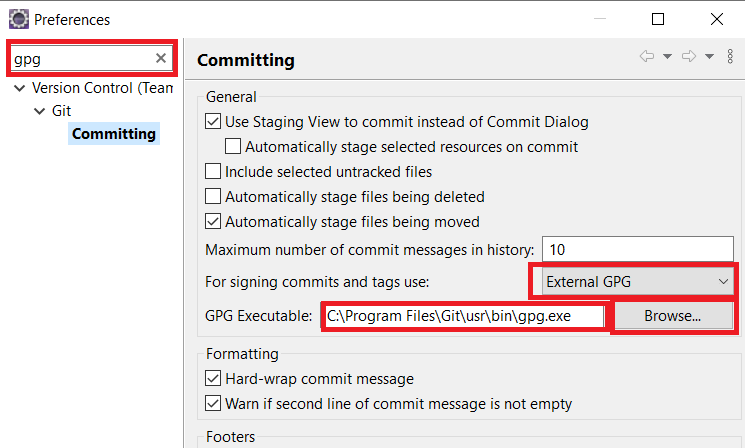 Preferences
gpg
Version Control (Team
Git
Committing
Committing
General
Use Staging View to commit instead of Commit Dialog
Automatically stage selected resources on commit
Include selected untracked files
Automatically stage files being deleted
Automatically stage files being moved
Maximum number of commit messages in history: 10
For signing commits and tags use: External GPG
GPG Executable: C:\Program Files\Git\usr\bin\gpg.exe Browse...
Formatting
Hard-wrap commit message
Warn if second line of commit message is not empty
Footers